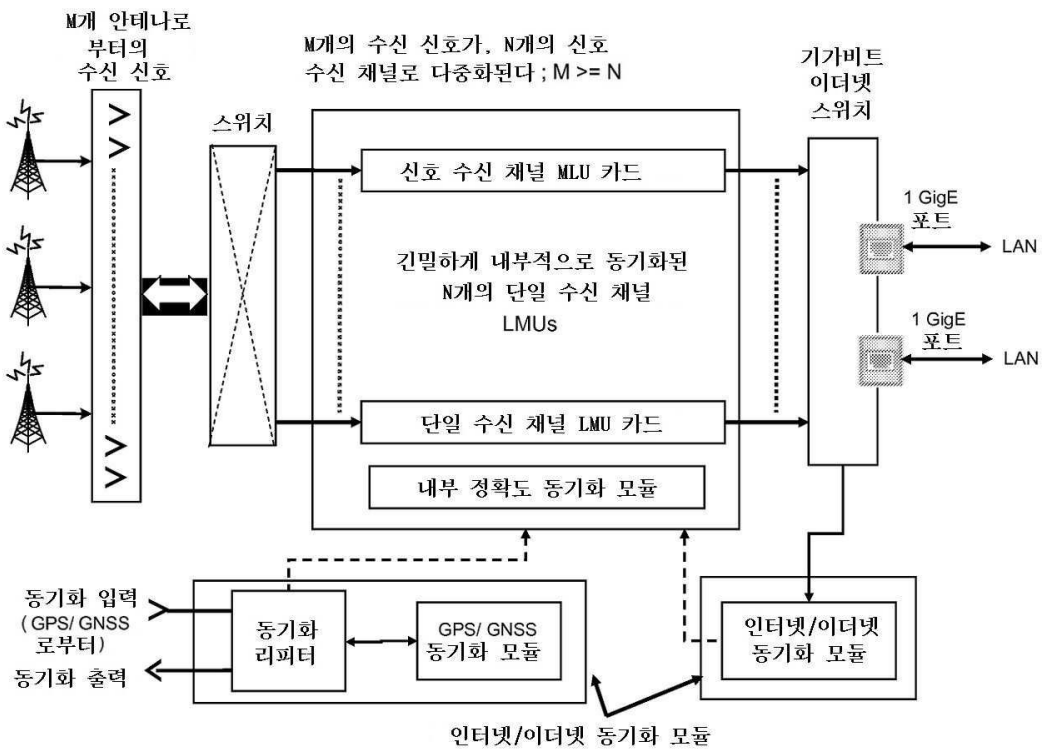 M개 안테나로
부터의
수신 신호
M개의 수신 신호가, N개의 신호
수신 채널로 다중화된다 ; M >= N
기가비트
이더넷
스위치
스위치
신호 수신 채널 MLU 카드
1 GigE
포트
LAN
긴밀하게 내부적으로 동기화된
N개의 단일 수신 채널
LMUs
1 GigE
포트
LAN
단일 수신 채널 LMU 카드
내부 정확도 동기화 모듈
동기화 입력
( GPS/ GNSS
로부터)
동기화 출력
동기화
리피터
GPS/ GNSS
동기화 모듈
인터넷/이더넷
동기화 모듈
인터넷/이더넷 동기화 모듈